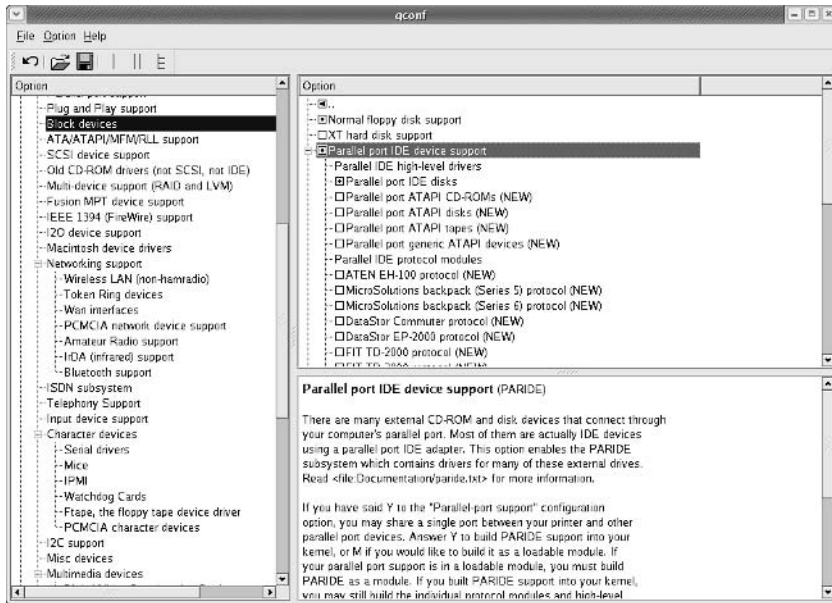 qconf
File Option Help
Option
Plug and Play support
Block devices
ATA/ATAPI/MFM/RLL support
SCSI device support
Old CD-ROM drivers (not SCSI, not IDE)
Multi-device support (RAID and LVM)
Fusion MPT device support
IEEE 1394 (FireWire) support
I2O device support
Macintosh device drivers
Networking support
Wireless LAN (non-hamradio)
Token Ring devices
Wan interfaces
PCMCIA network device support
Amateur Radio support
IrDA (infrared) support
Bluetooth support
ISDN subsystem
Telephony Support
Input device support
Character devices
Serial drivers
Mice
IPMI
Watchdog Cards
Ftape, the floppy tape device driver
PCMCIA character devices
I2C support
Misc devices
Multimedia devices
Option
..
Normal floppy disk support
XT hard disk support
Parallel port IDE device support
Parallel IDE high-level drivers
Parallel port IDE disks
Parallel port ATAPI CD-ROMs (NEW)
Parallel port ATAPI disks (NEW)
Parallel port ATAPI tapes (NEW)
Parallel port generic ATAPI devices (NEW)
Parallel IDE protocol modules
ATEN EH-100 protocol (NEW)
MicroSolutions backpack (Series 5) protocol (NEW)
MicroSolutions backpack (Series 6) protocol (NEW)
DataStor Commuter protocol (NEW)
DataStor EP-2000 protocol (NEW)
FIT TD-2000 protocol (NEW)
Parallel port IDE device support (PARIDE)
There are many external CD-ROM and disk devices that connect through
your computer's parallel port. Most of them are actually IDE devices
using a parallel port IDE adapter. This option enables the PARIDE
subsystem which contains drivers for many of these external drives.
Read <file:Documentation/paride.txt> for more information.
If you have said Y to the "Parallel-port support" configuration
option, you may share a single port between your printer and other
parallel port devices. Answer Y to build PARIDE support into your
kernel, or M if you would like to build it as a loadable module. If
your parallel port support is in a loadable module, you must build
PARIDE as a module. If you built PARIDE support into your kernel,
you may still build the individual protocol modules and high-level